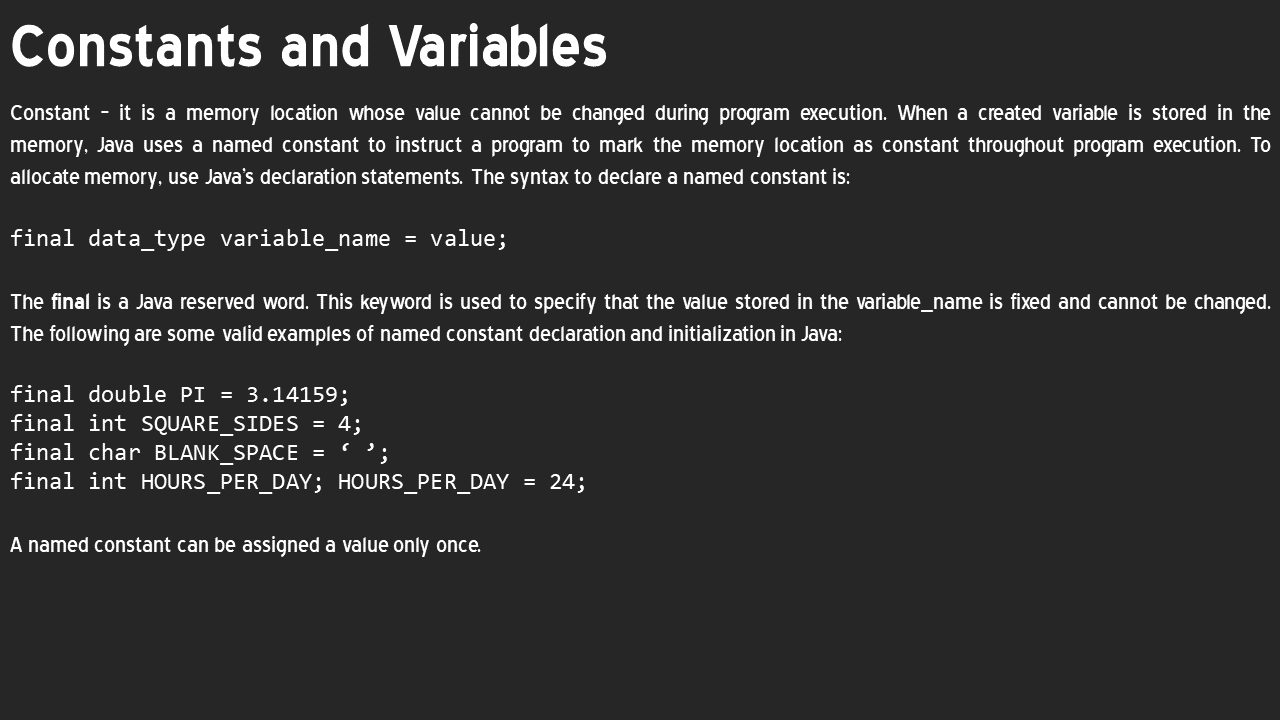 Constants and Variables
Constant – it is a memory location whose value cannot be changed during program execution. When a created variable is stored in the
memory, Java uses a named constant to instruct a program to mark the memory location as constant throughout program execution. To
allocate memory, use Java’s declaration statements. The syntax to declare a named constant is:
final data_type variable_name = value;
The final is a Java reserved word. This keyword is used to specify that the value stored in the variable_name is fixed and cannot be changed.
The following are some valid examples of named constant declaration and initialization in Java:
final double PI = 3.14159;
final int SQUARE_SIDES = 4;
final char BLANK_SPACE = ‘ ’;
final int HOURS_PER_DAY; HOURS_PER_DAY = 24;
A named constant can be assigned a value only once.